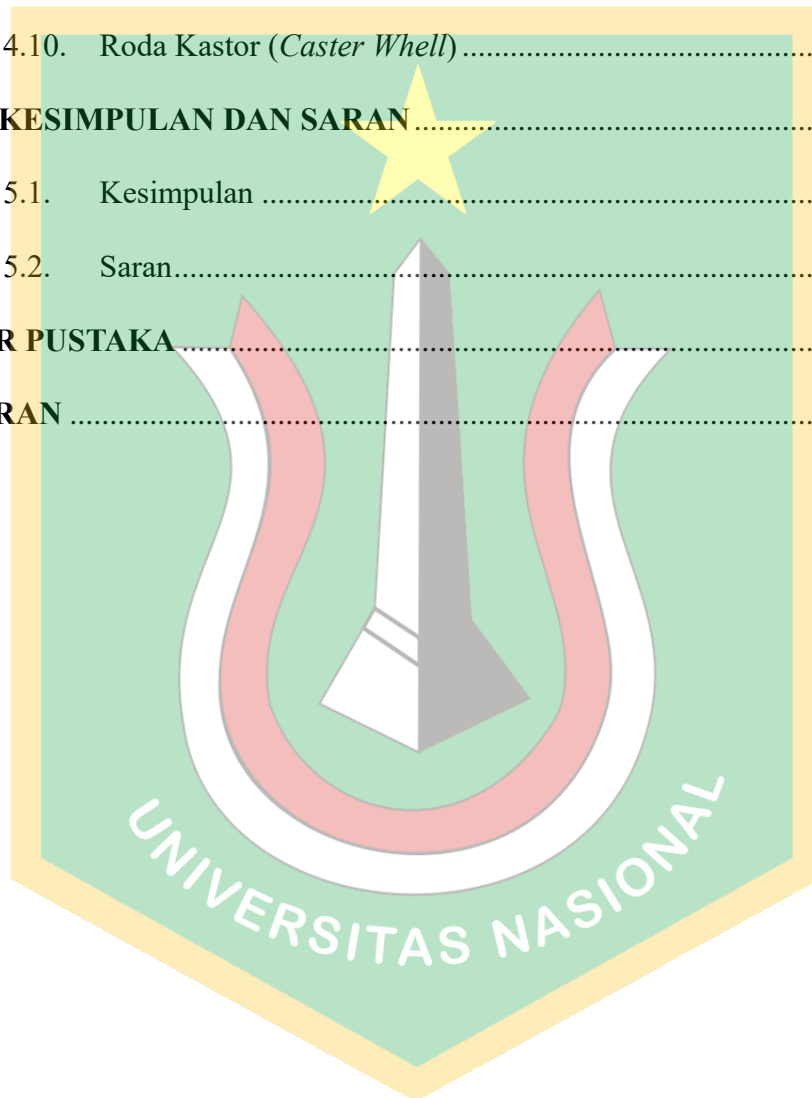 4.10. Roda Kastor (Caster Whell)..........................................................
KESIMPULAN DAN SARAN..........................................................
5.1. Kesimpulan..........................................................
5.2. Saran..........................................................
R PUSTAKA..........................................................
RAN..........................................................
UNIVERSITAS NASIONAL